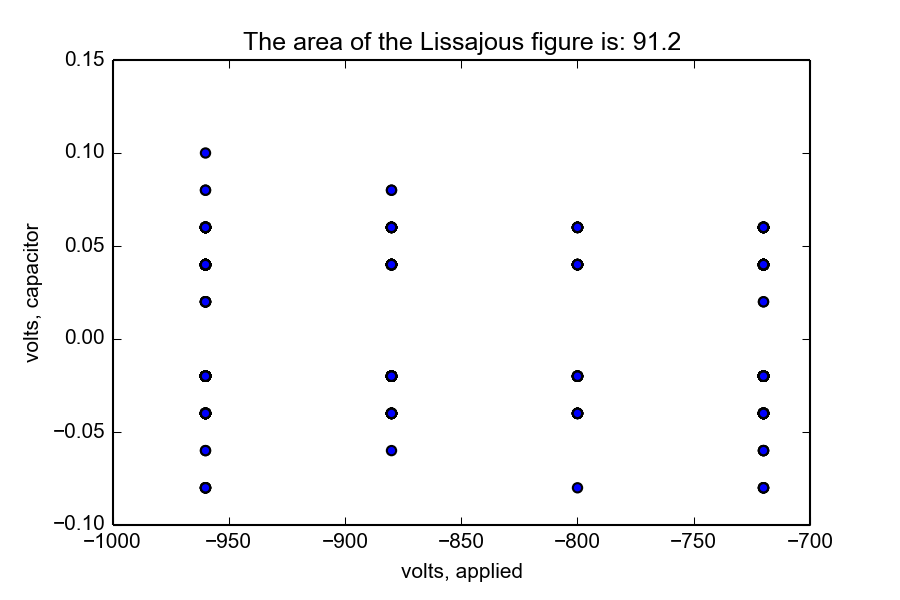 The area of the Lissajous figure is: 91.2
0.15
0.10
0.05
0.00
−0.05
−0.10
volts, capacitor
−1000 −950 −900 −850 −800 −750 −700
volts, applied